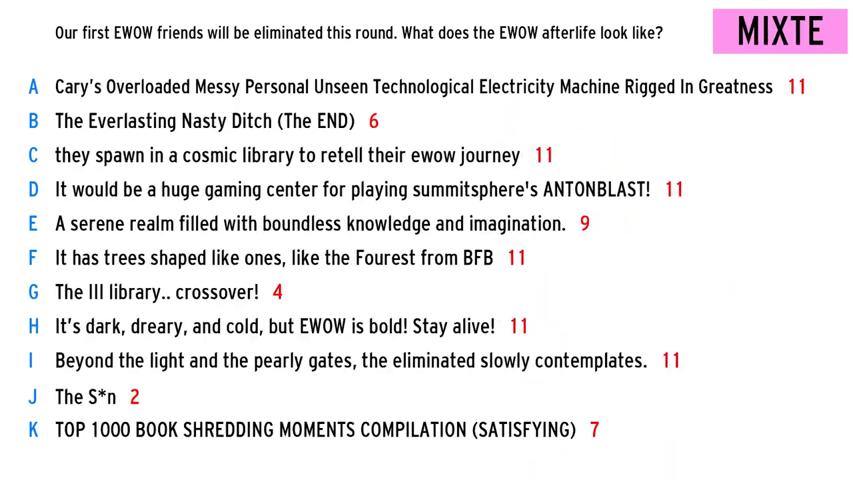 Our first EWOW friends will be eliminated this round. What does the EWOW afterlife look like?
MIXTE
A Cary's Overloaded Messy Personal Unseen Technological Electricity Machine Rigged In Greatness 11
B The Everlasting Nasty Ditch (The END) 6
C they spawn in a cosmic library to retell their ewow journey 11
D It would be a huge gaming center for playing summitsphere's ANTONBLAST! 11
E A serene realm filled with boundless knowledge and imagination. 9
F It has trees shaped like ones, like the Fourest from BFB 11
G The III library.. crossover! 4
H It's dark, dreary, and cold, but EWOW is bold! Stay alive! 11
I Beyond the light and the pearly gates, the eliminated slowly contemplates. 11
J The S*n 2
K TOP 1000 BOOK SHREDDING MOMENTS COMPILATION (SATISFYING) 7